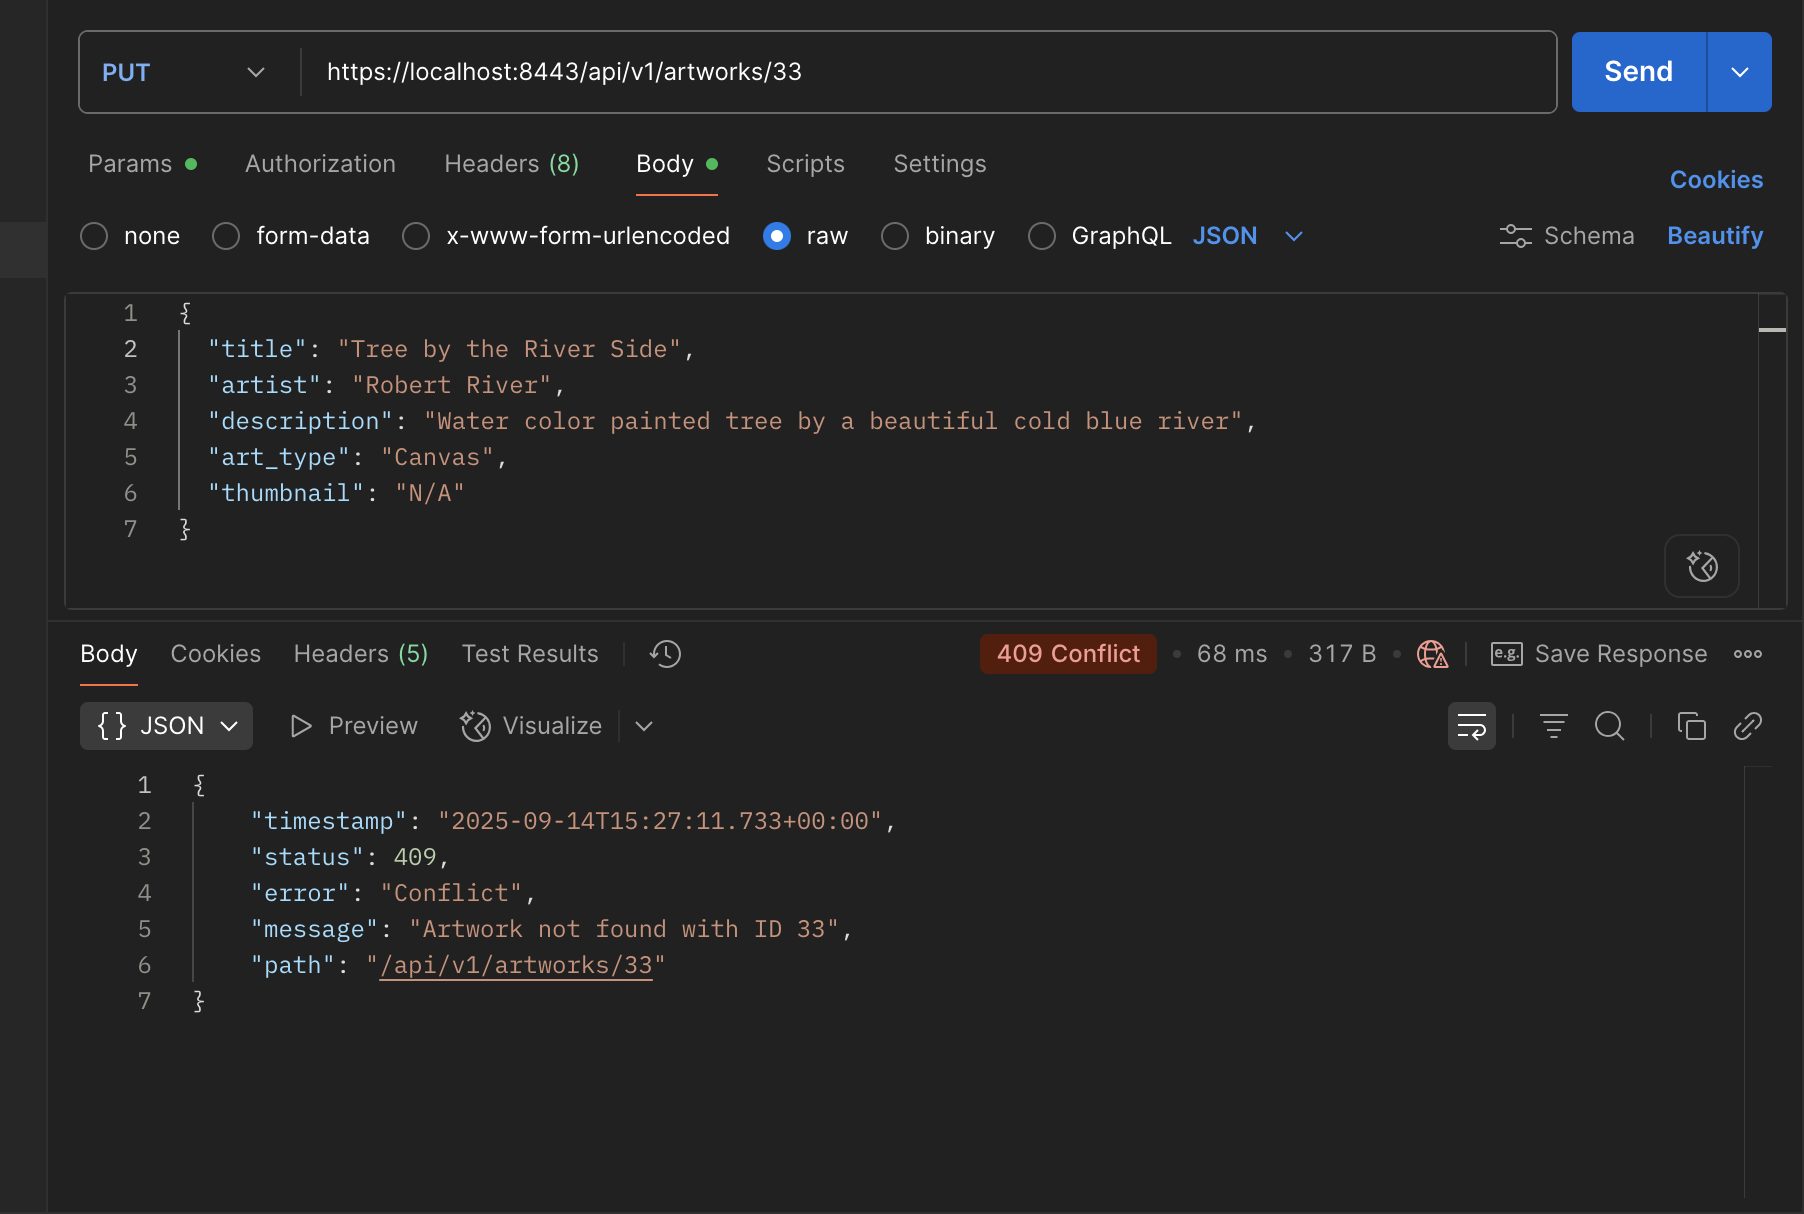 PUT https://localhost:8443/api/v1/artworks/33 Send
Params Authorization Headers (8) Body Scripts Settings Cookies
none form-data x-www-form-urlencoded raw binary GraphQL JSON Schema Beautify
1 {
2 "title": "Tree by the River Side",
3 "artist": "Robert River",
4 "description": "Water color painted tree by a beautiful cold blue river",
5 "art_type": "Canvas",
6 "thumbnail": "N/A"
7 }
Body Cookies Headers (5) Test Results 409 Conflict • 68 ms • 317 B • e.g. Save Response
{} JSON Preview Visualize
1 {
2 "timestamp": "2025-09-14T15:27:11.733+00:00",
3 "status": 409,
4 "error": "Conflict",
5 "message": "Artwork not found with ID 33",
6 "path": "/api/v1/artworks/33"
7 }